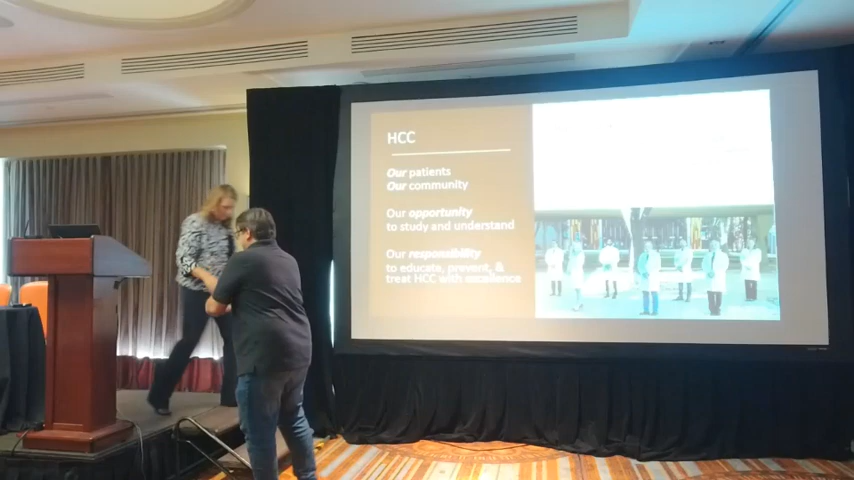 HCC
Our patients
Our community
Our opportunity
to study and understand
Our responsibility
to educate, prevent, &
treat HCC with excellence